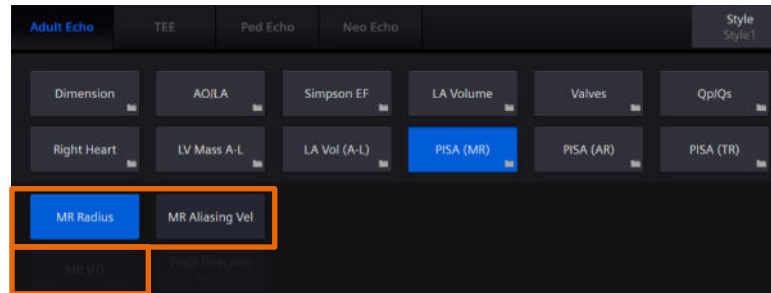 Adult Echo
TEE
Ped Echo
Neo Echo
Style
Style1
Dimension
AO/LA
Simpson EF
LA Volume
Valves
Qp/Qs
Right Heart
LV Mass A-L
LA Vol (A-L)
PISA (MR)
PISA (AR)
PISA (TR)
MR Radius
MR Aliasing Vel
MR VTI
Trace Direction